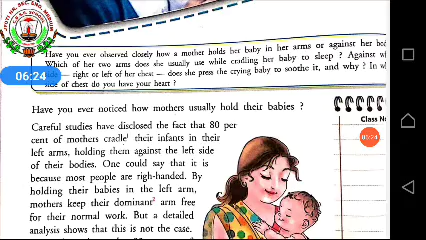 06:24
Have you ever observed closely how a mother holds her baby in her arms or against her
Which of her two arms does she usually use while cradling her baby to sleep ? Against
right or left of her chest - does she press the crying baby to soothe it, and why ? In
side of chest do you have your heart ?
Have you ever noticed how mothers usually hold their babies ?
Careful studies have disclosed the fact that 80 per
cent of mothers cradle¹ their infants in their
left arms, holding them against the left side
of their bodies. One could say that it is
because most people are righ-handed. By
holding their babies in the left arm,
mothers keep their dominant² arm free
for their normal work. But a detailed
analysis shows that this is not the case.
Class
06:24